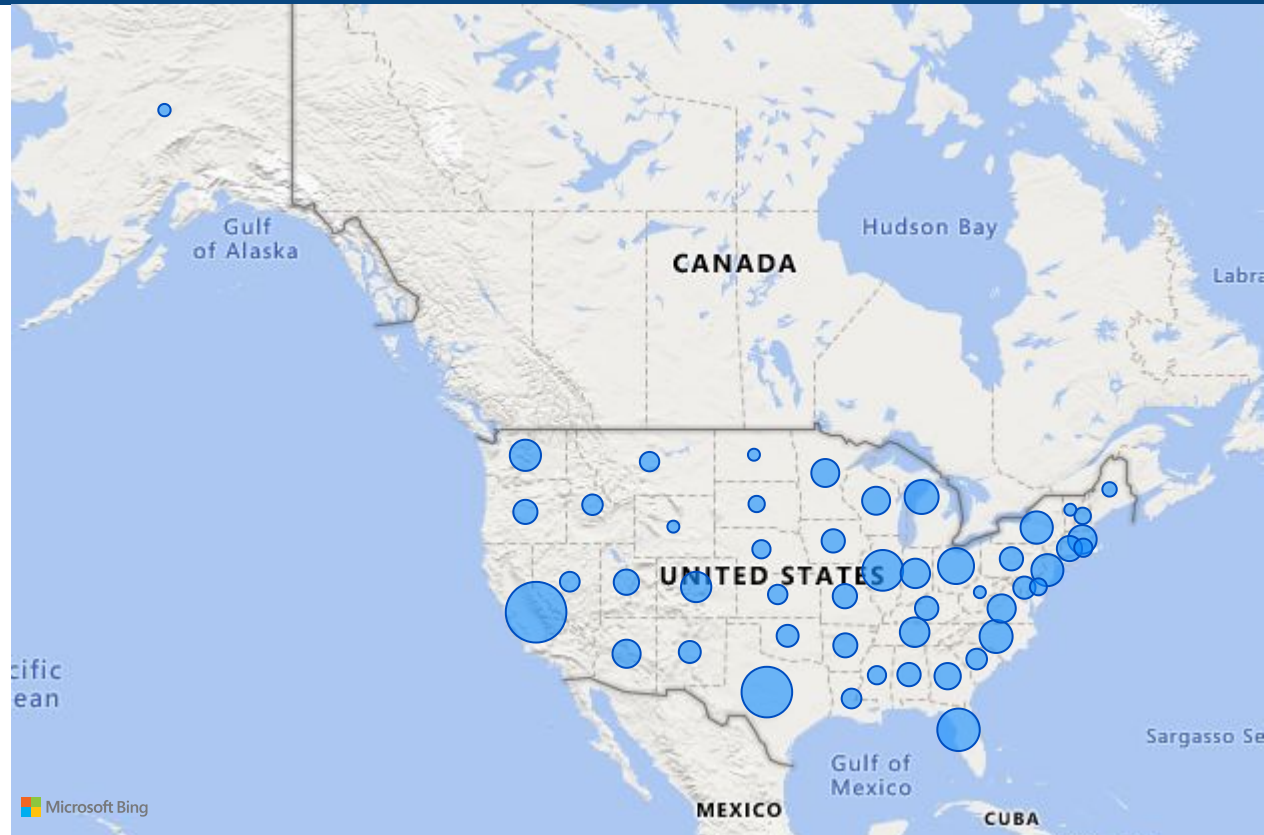 Gulf
of Alaska
Hudson Bay
CANADA
Labra
UNITED STATES
cific
ean
Sargasso Se
Gulf of
Mexico
MEXICO
CUBA
Microsoft Bing